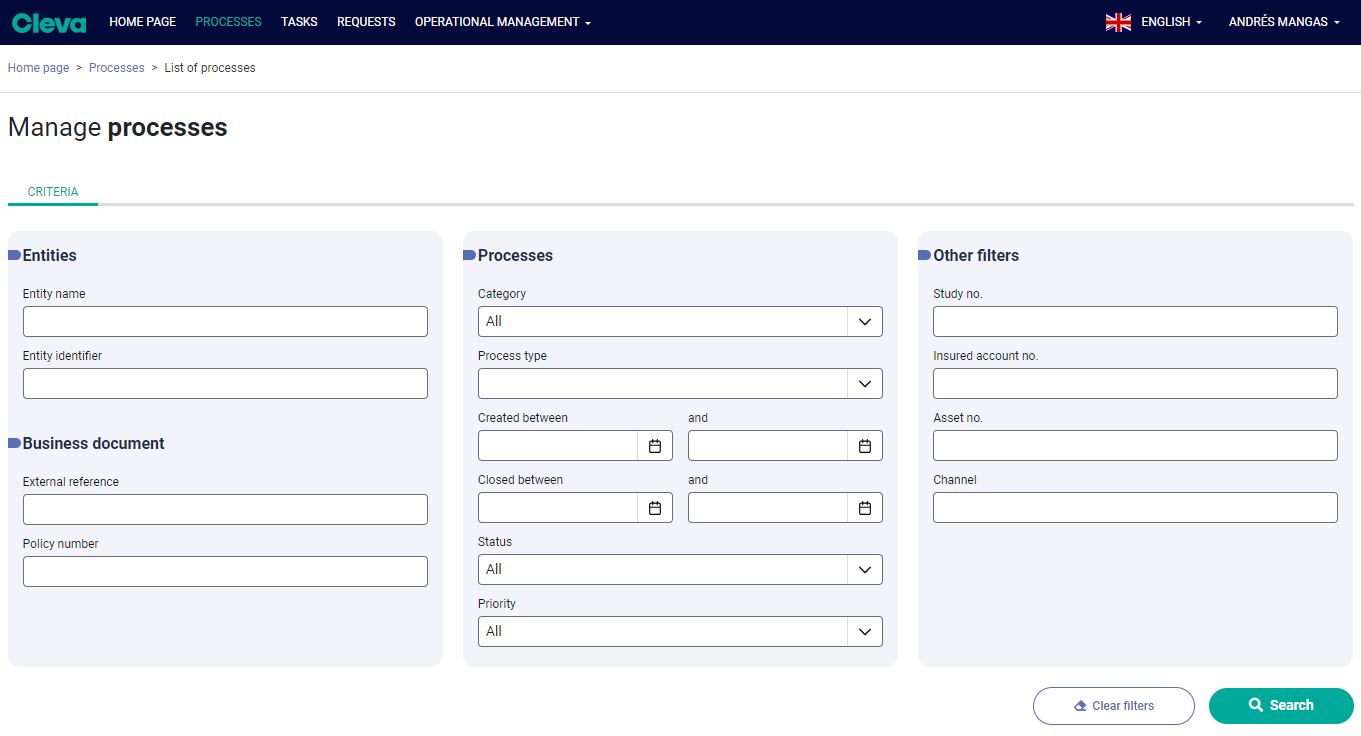 Cleva HOME PAGE PROCESSES TASKS REQUESTS OPERATIONAL MANAGEMENT ENGLISH ANDRÉS MANGAS
Home page > Processes > List of processes
Manage processes
CRITERIA
Entities
Entity name
Entity identifier
Business document
External reference
Policy number
Processes
Category
All
Process type
Created between and
Closed between and
Status
All
Priority
All
Other filters
Study no.
Insured account no.
Asset no.
Channel
Clear filters Search